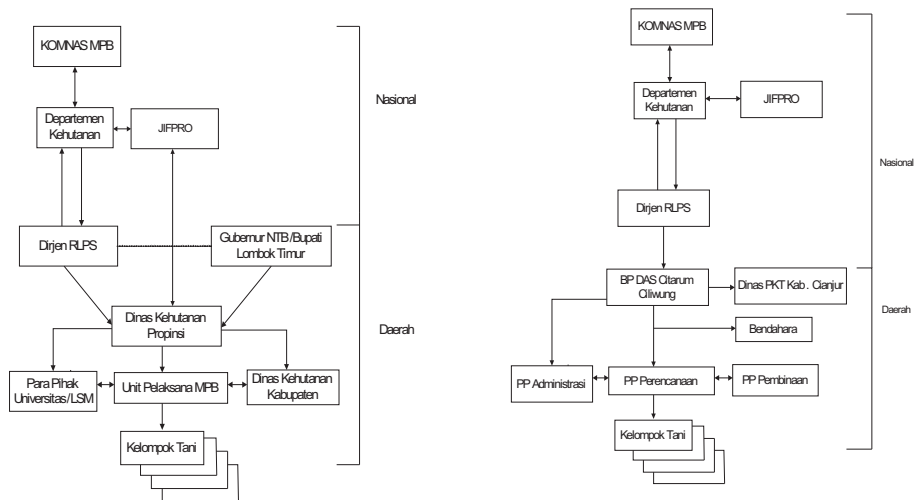 KOMNAS MPB
Departemen
Kehutanan
JIFPRO
Nasional
Dirjen RLPS
Gubernur NTB/Bupati
Lombok Timur
Dinas Kehutanan
Propinsi
Daerah
Para Pihak
Universitas/LSM
Unit Pelaksana MPB
Dinas Kehutanan
Kabupaten
Kelompok Tani
KOMNAS MPB
Departemen
Kehutanan
JIFPRO
Nasional
Dirjen RLPS
BP DAS Citarum
Ciliwung
Dinas PKT Kab. Cianjur
Daerah
Bendahara
PP Administrasi
PP Perencanaan
PP Pembinaan
Kelompok Tani